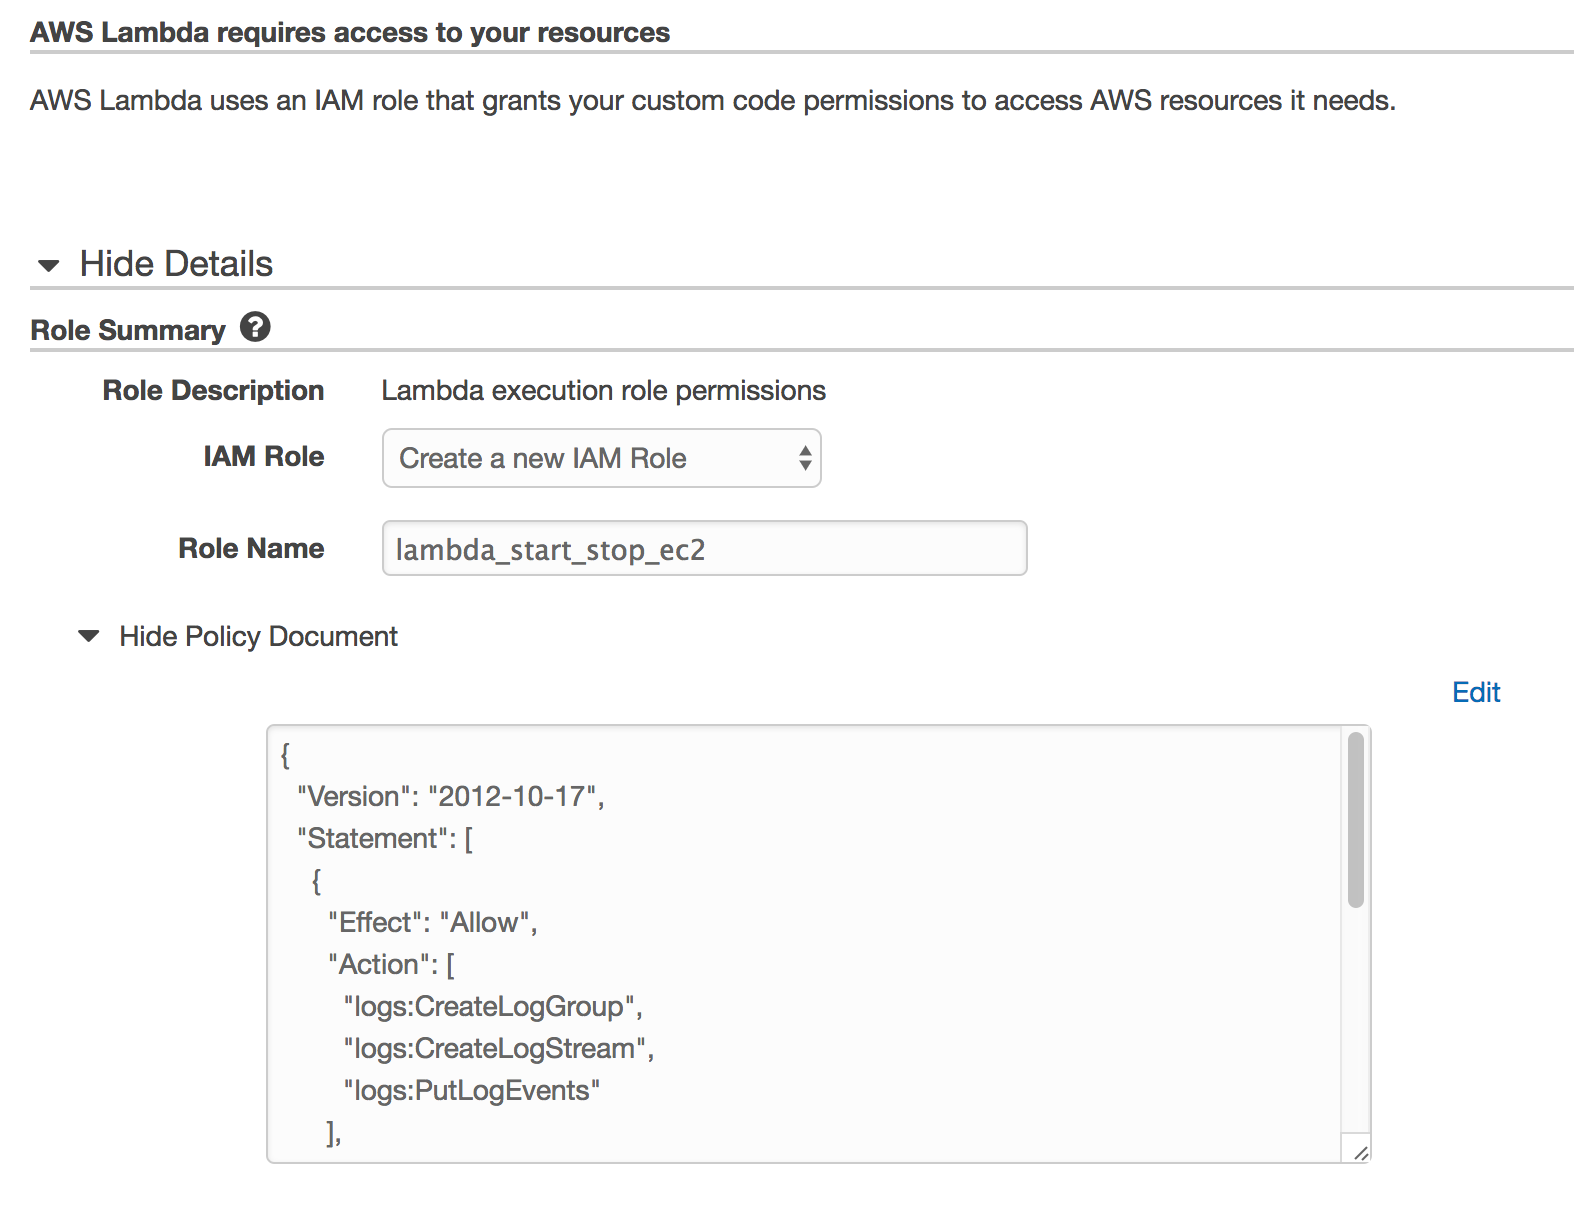 AWS Lambda requires access to your resources
AWS Lambda uses an IAM role that grants your custom code permissions to access AWS resources it needs.
Hide Details
Role Summary ?
Role Description Lambda execution role permissions
IAM Role Create a new IAM Role
Role Name lambda_start_stop_ec2
Hide Policy Document
Edit
{
"Version": "2012-10-17",
"Statement": [
{
"Effect": "Allow",
"Action": [
"logs:CreateLogGroup",
"logs:CreateLogStream",
"logs:PutLogEvents"
],